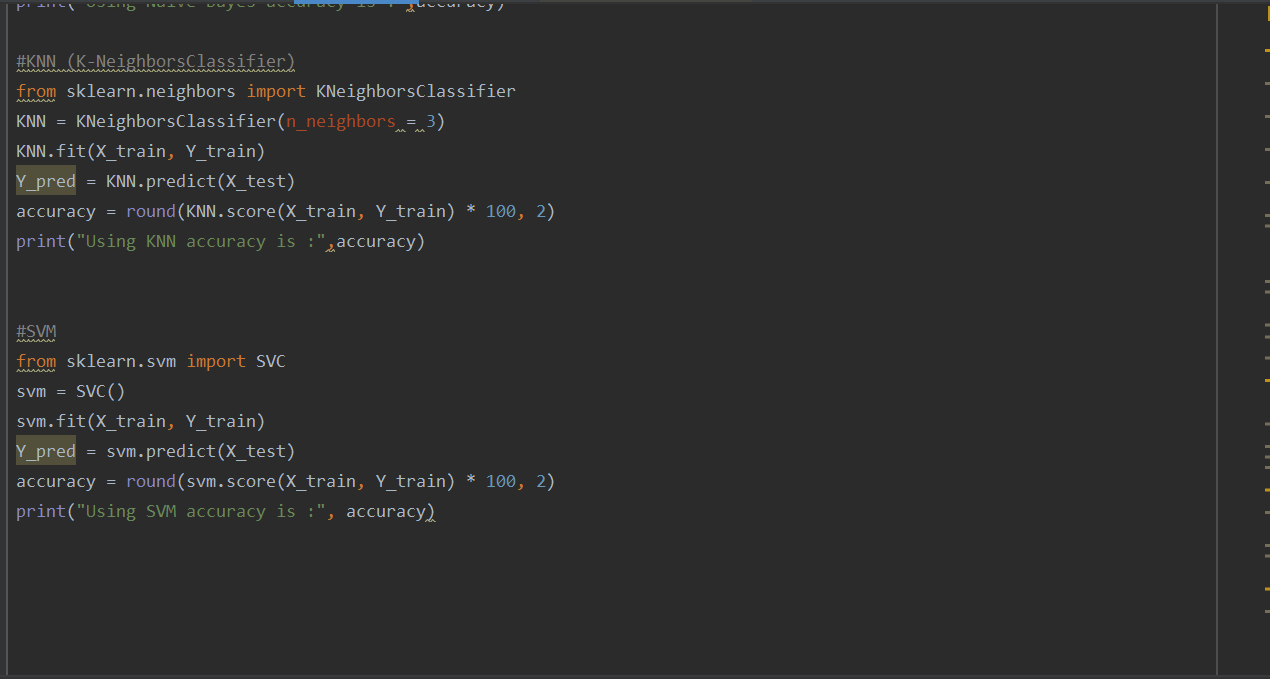 print("Using Naive Bayes accuracy is :",accuracy)
#KNN (K-NeighborsClassifier)
from sklearn.neighbors import KNeighborsClassifier
KNN = KNeighborsClassifier(n_neighbors = 3)
KNN.fit(X_train, Y_train)
Y_pred = KNN.predict(X_test)
accuracy = round(KNN.score(X_train, Y_train) * 100, 2)
print("Using KNN accuracy is :",accuracy)
#SVM
from sklearn.svm import SVC
svm = SVC()
svm.fit(X_train, Y_train)
Y_pred = svm.predict(X_test)
accuracy = round(svm.score(X_train, Y_train) * 100, 2)
print("Using SVM accuracy is :", accuracy)